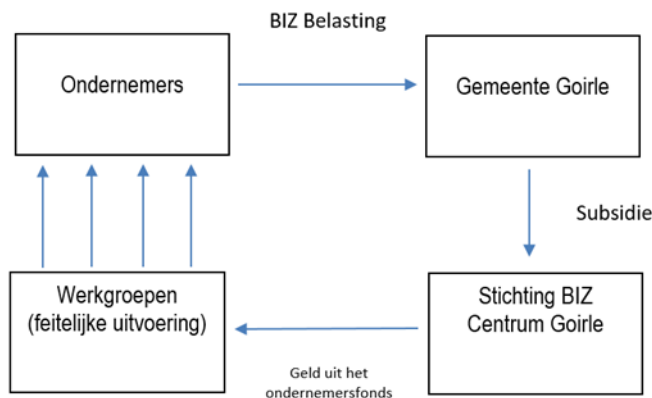 BIZ Belasting
Ondernemers
Gemeente Goirle
Subsidie
Werkgroepen
(feitelijke uitvoering)
Stichting BIZ
Centrum Goirle
Geld uit het
ondernemersfonds